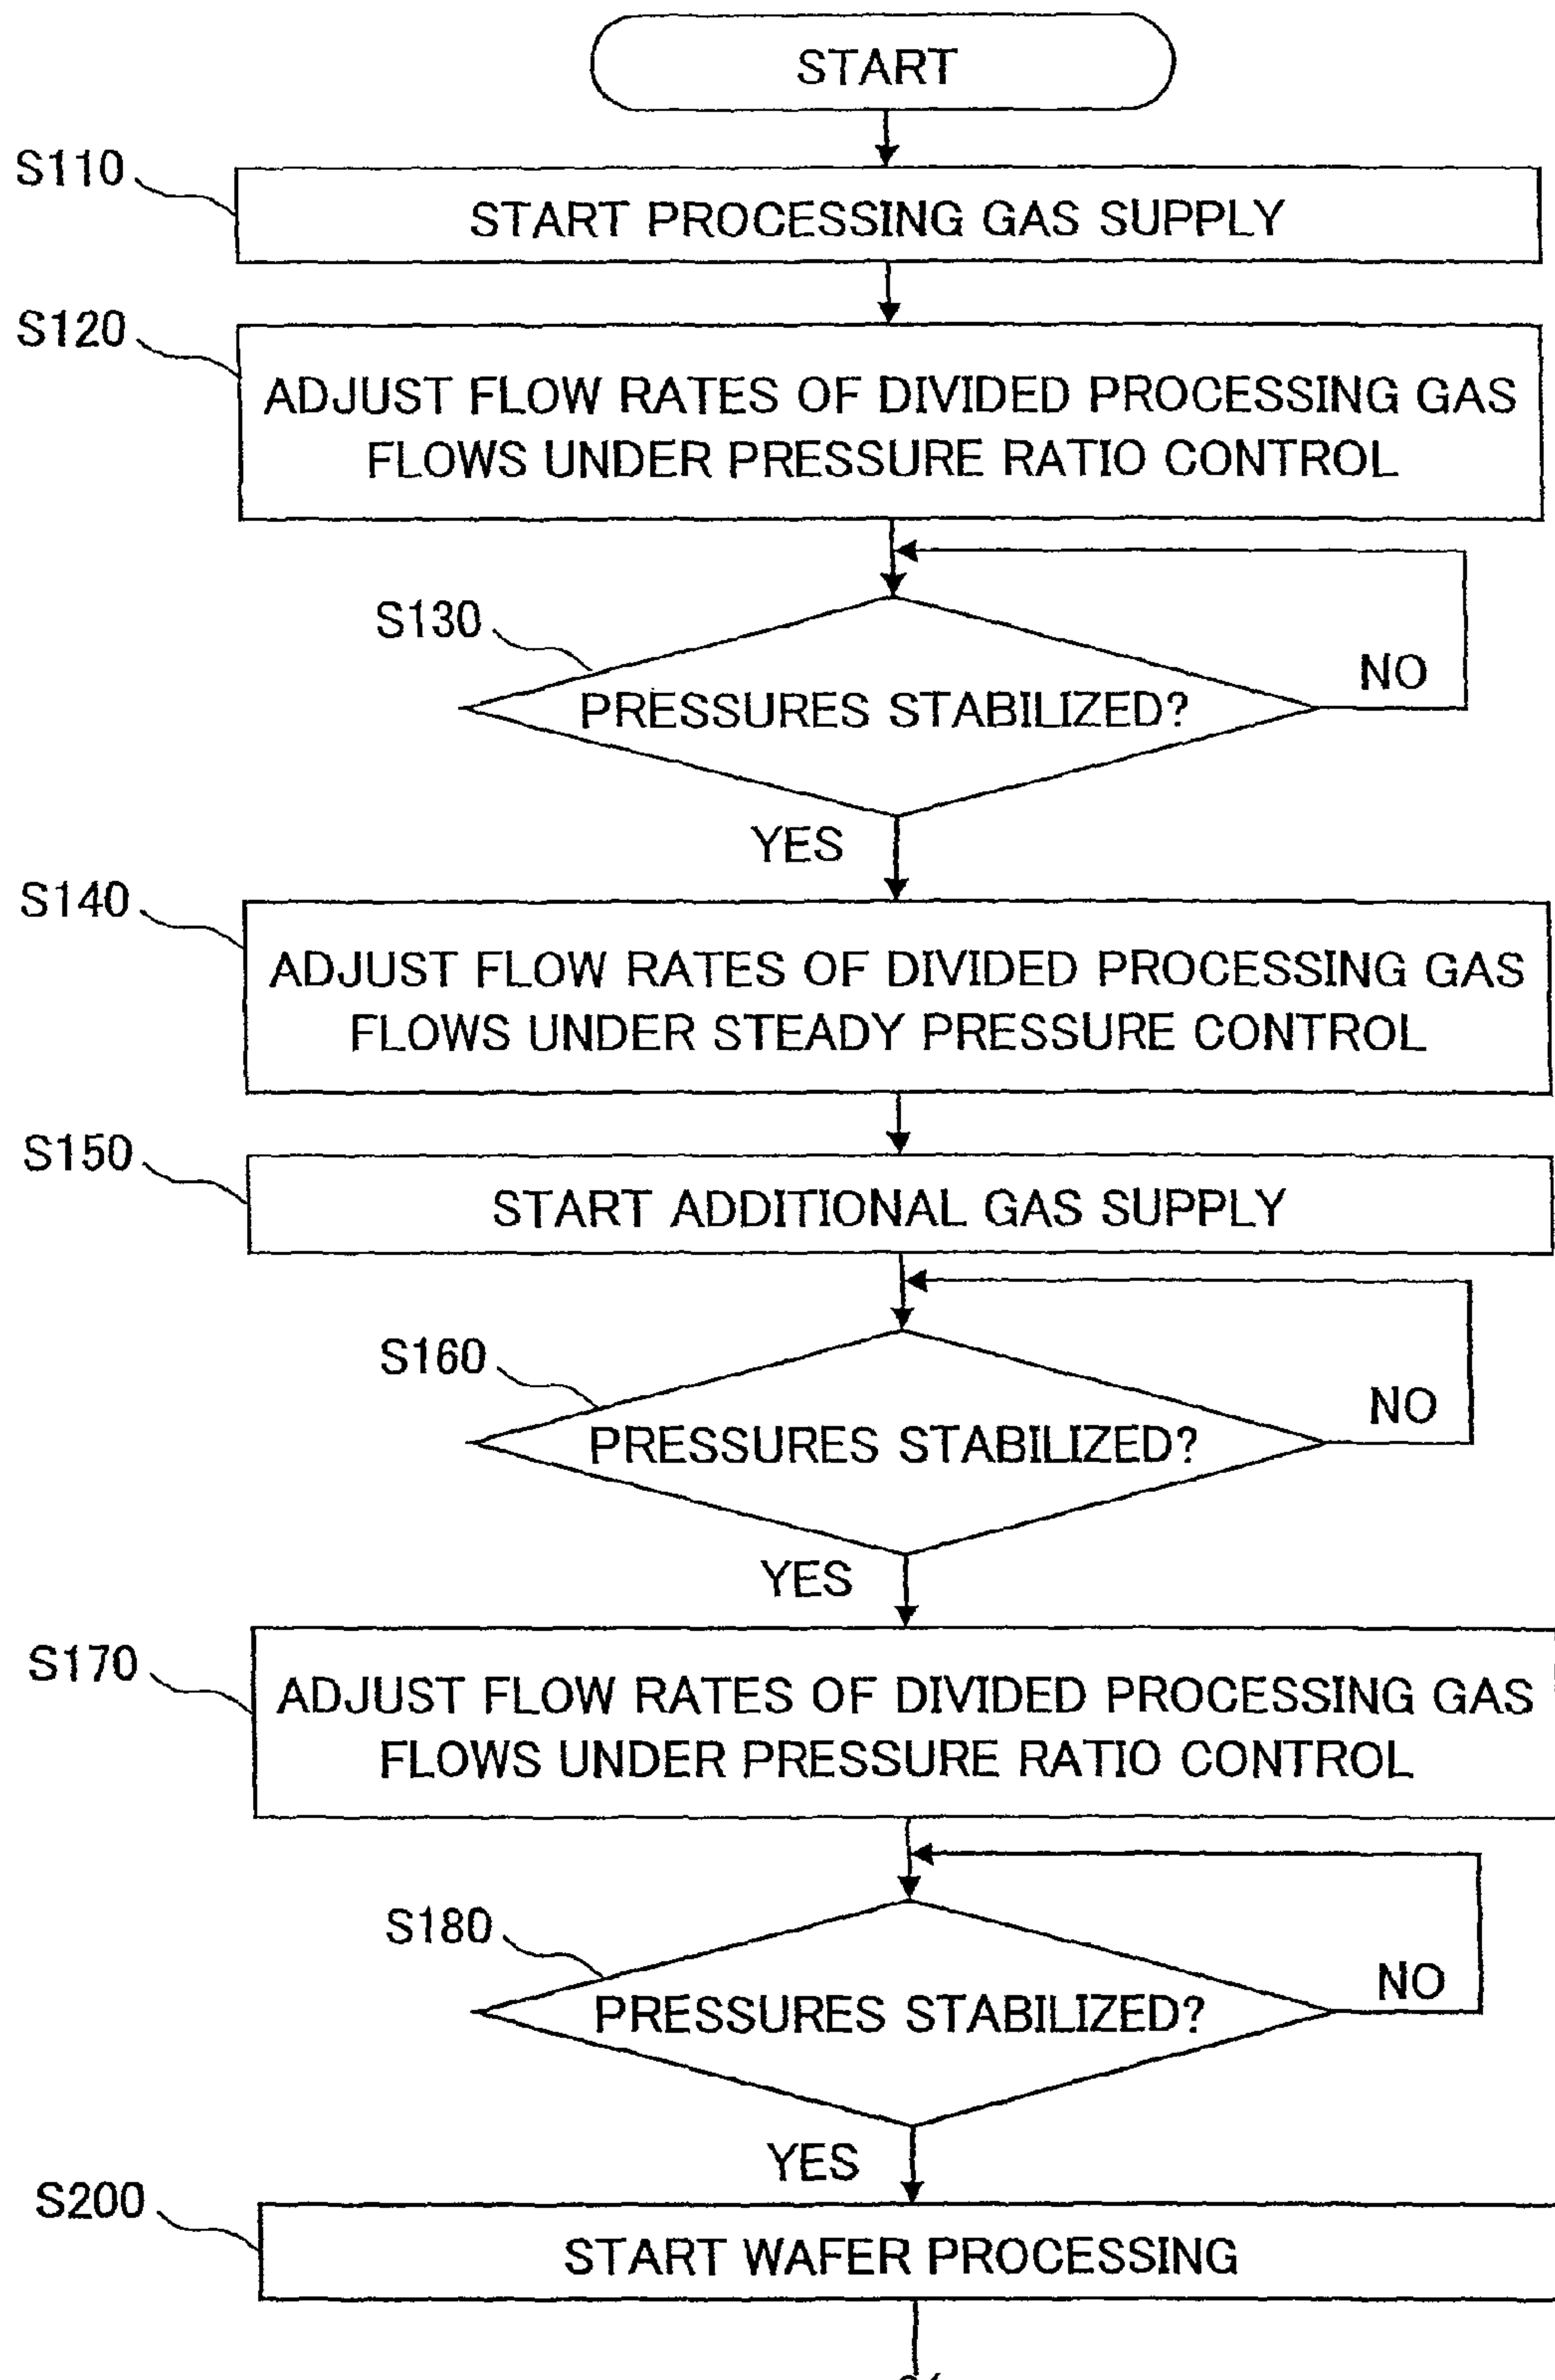 START
S110
START PROCESSING GAS SUPPLY
S120
ADJUST FLOW RATES OF DIVIDED PROCESSING GAS
FLOWS UNDER PRESSURE RATIO CONTROL
S130
PRESSURES STABILIZED?
NO
YES
S140
ADJUST FLOW RATES OF DIVIDED PROCESSING GAS
FLOWS UNDER STEADY PRESSURE CONTROL
S150
START ADDITIONAL GAS SUPPLY
S160
PRESSURES STABILIZED?
NO
YES
S170
ADJUST FLOW RATES OF DIVIDED PROCESSING GAS
FLOWS UNDER PRESSURE RATIO CONTROL
S180
PRESSURES STABILIZED?
NO
YES
S200
START WAFER PROCESSING